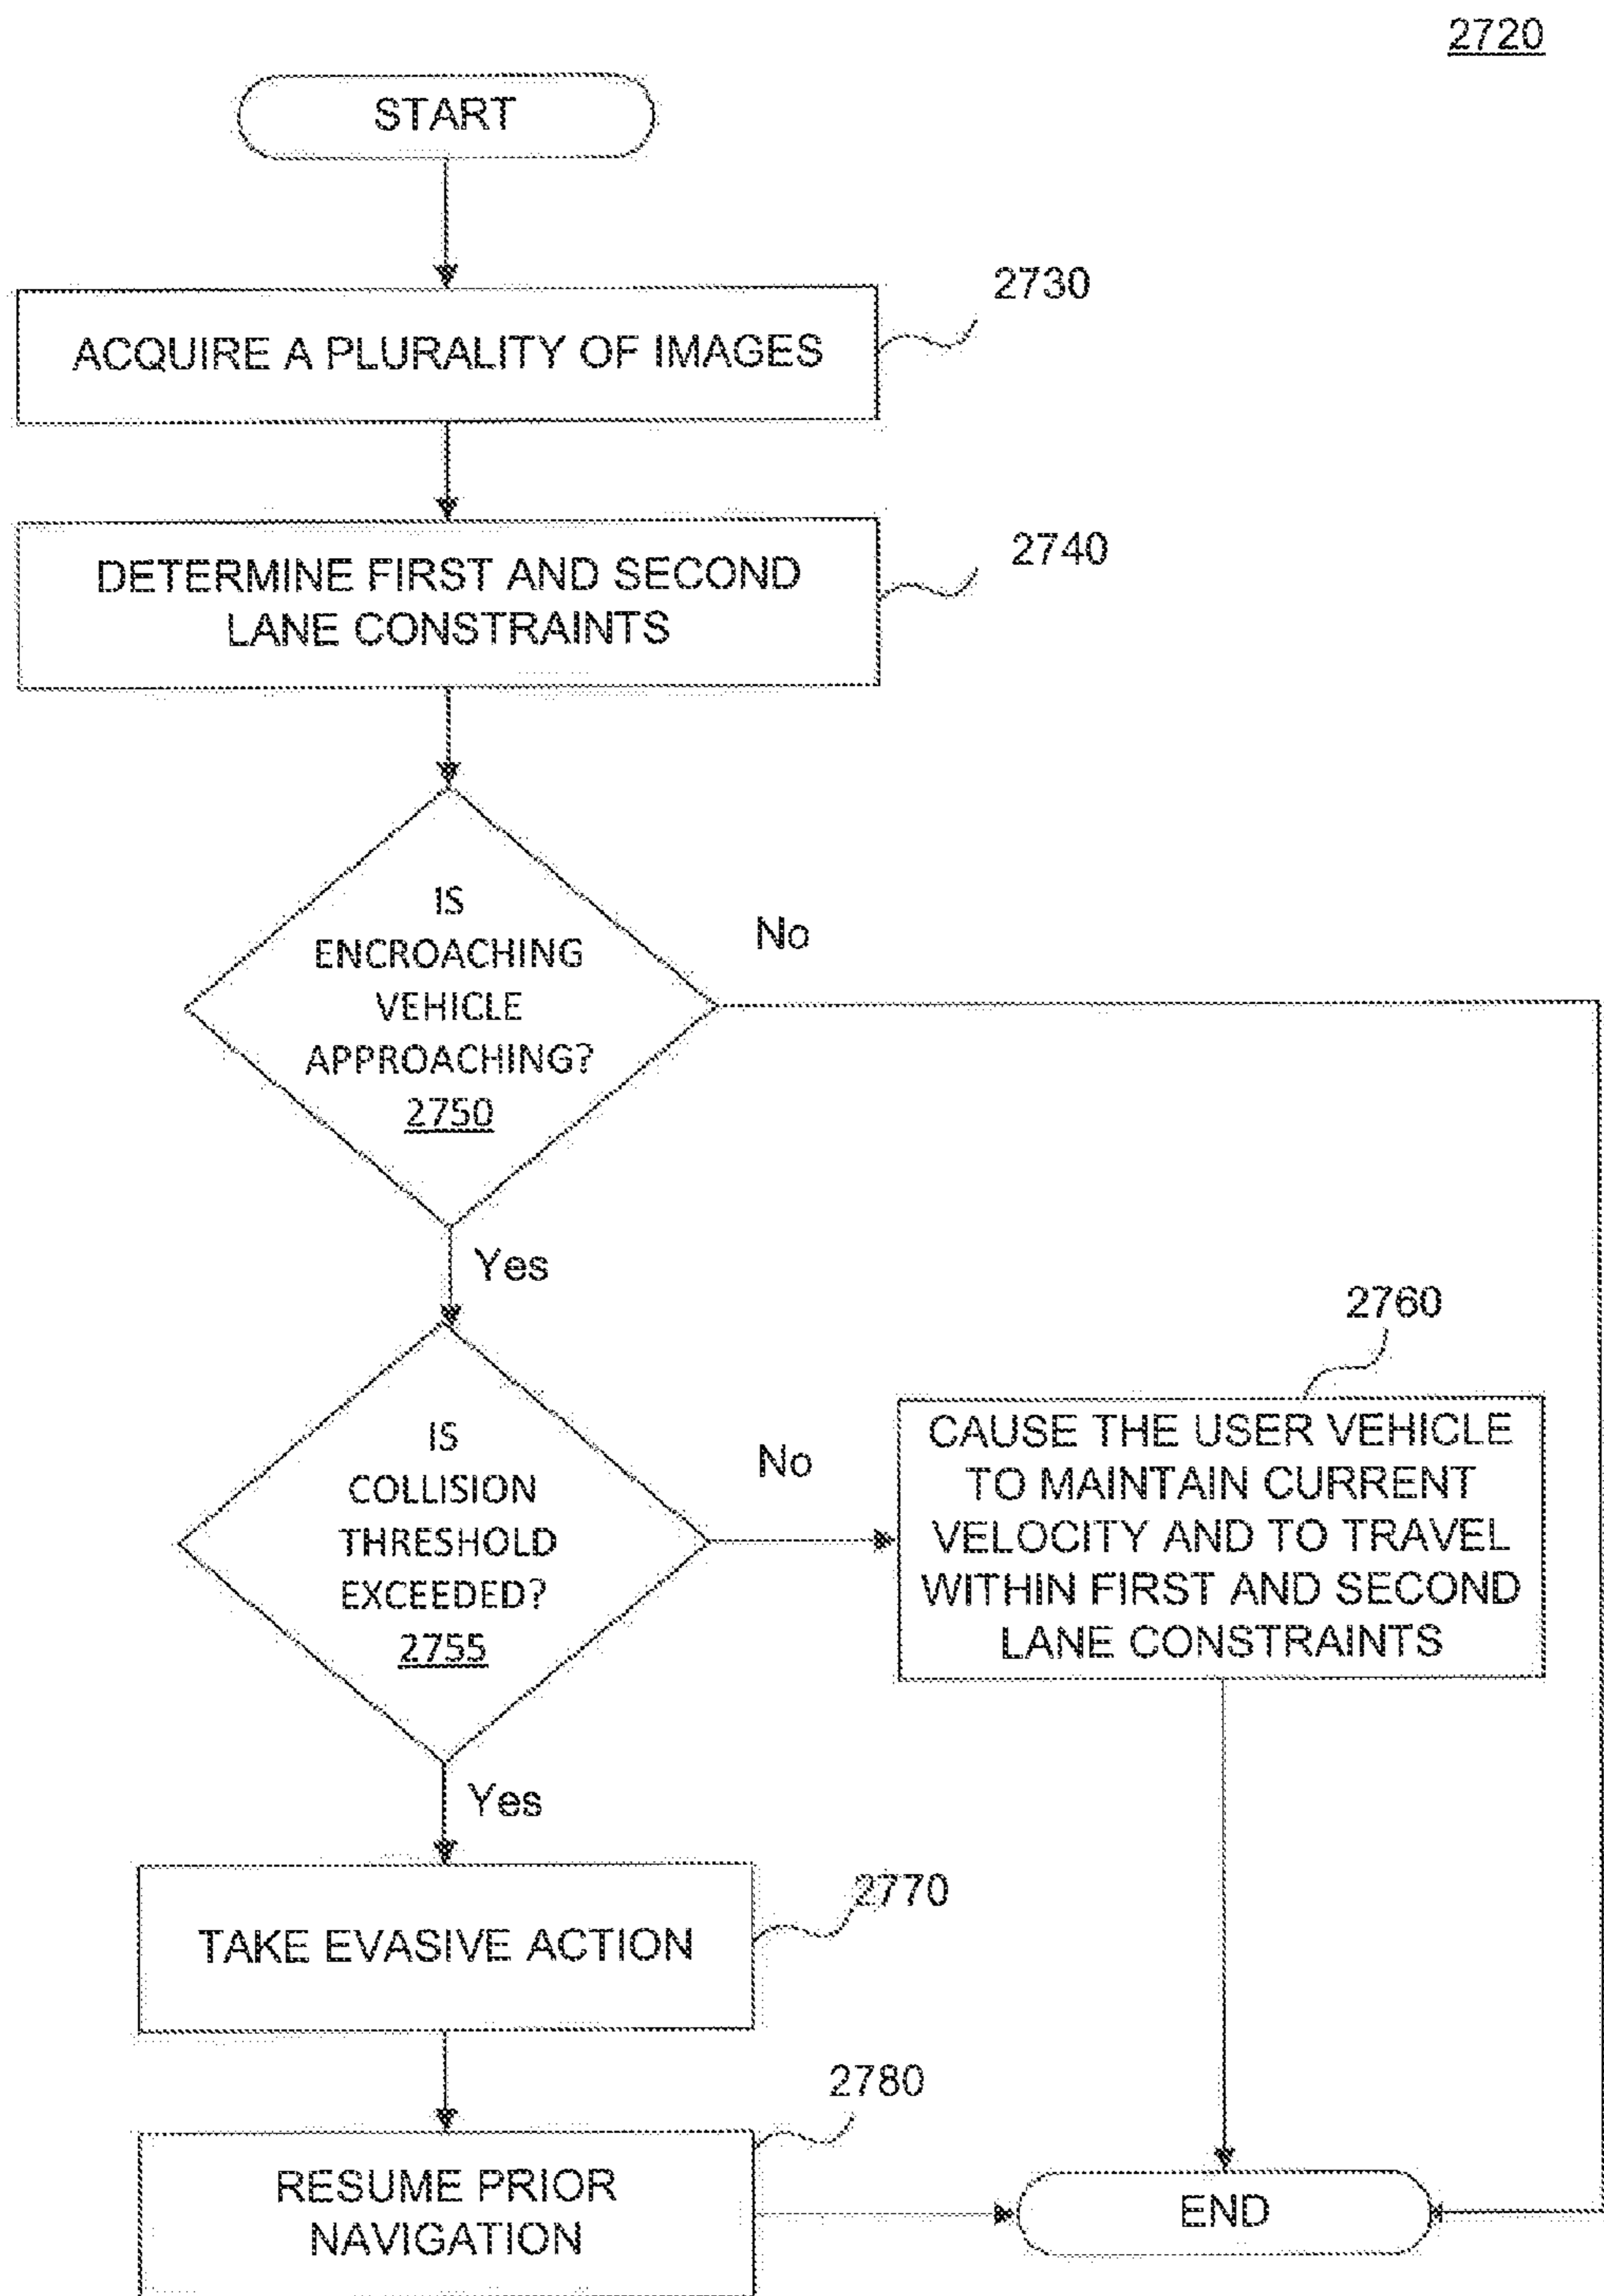 2720
START
2730
ACQUIRE A PLURALITY OF IMAGES
2740
DETERMINE FIRST AND SECOND
LANE CONSTRAINTS
IS
ENCROACHING
VEHICLE
APPROACHING?
2750
No
Yes
IS
COLLISION
THRESHOLD
EXCEEDED?
2755
No
2760
CAUSE THE USER VEHICLE
TO MAINTAIN CURRENT
VELOCITY AND TO TRAVEL
WITHIN FIRST AND SECOND
LANE CONSTRAINTS
Yes
2770
TAKE EVASIVE ACTION
2780
RESUME PRIOR
NAVIGATION
END